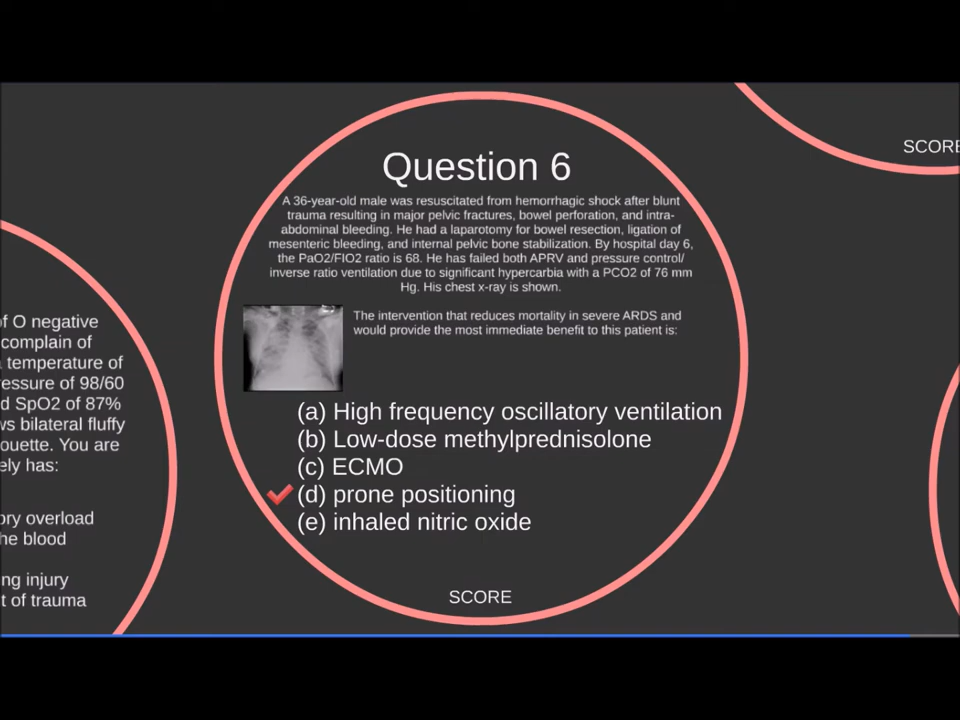 Question 6
A 36-year-old male was resuscitated from hemorrhagic shock after blunt
trauma resulting in major pelvic fractures, bowel perforation, and intra-
abdominal bleeding. He had a laparotomy for bowel resection, ligation of
mesenteric bleeding, and internal pelvic bone stabilization. By hospital day 6,
the PaO2/FIO2 ratio is 68. He has failed both APRV and pressure control/
inverse ratio ventilation due to significant hypercarbia with a PCO2 of 76 mm
Hg. His chest x-ray is shown.
The intervention that reduces mortality in severe ARDS and
would provide the most immediate benefit to this patient is:
(a) High frequency oscillatory ventilation
(b) Low-dose methylprednisolone
(c) ECMO
(d) prone positioning
(e) inhaled nitric oxide
SCORE
of O negative
complain of
temperature of
essure of 98/60
d SpO2 of 87%
ws bilateral fluffy
ouette. You are
ely has:
ory overload
he blood
ng injury
t of trauma
SCORE